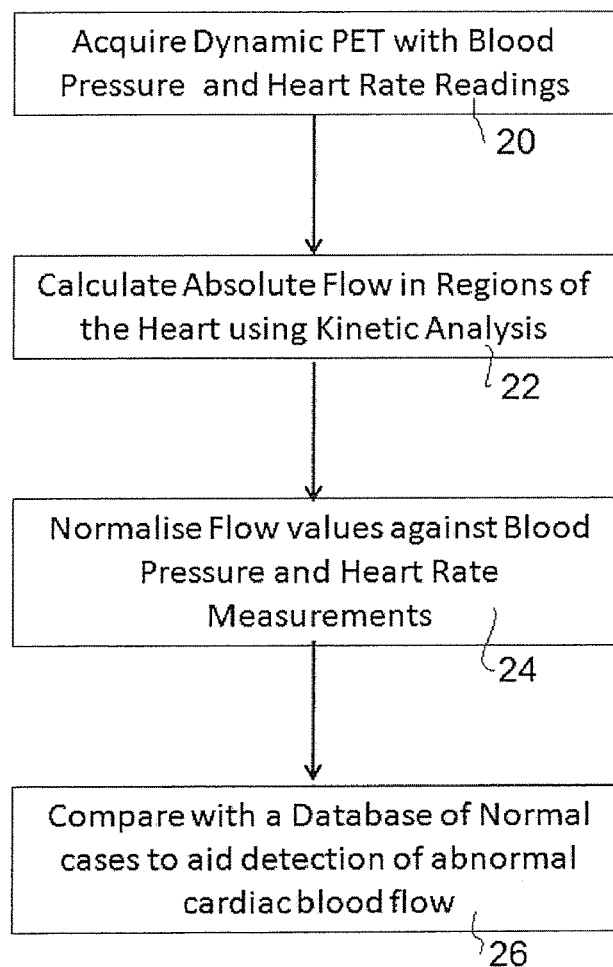 Acquire Dynamic PET with Blood
Pressure and Heart Rate Readings
20
Calculate Absolute Flow in Regions of
the Heart using Kinetic Analysis
22
Normalise Flow values against Blood
Pressure and Heart Rate
Measurements
24
Compare with a Database of Normal
cases to aid detection of abnormal
cardiac blood flow
26